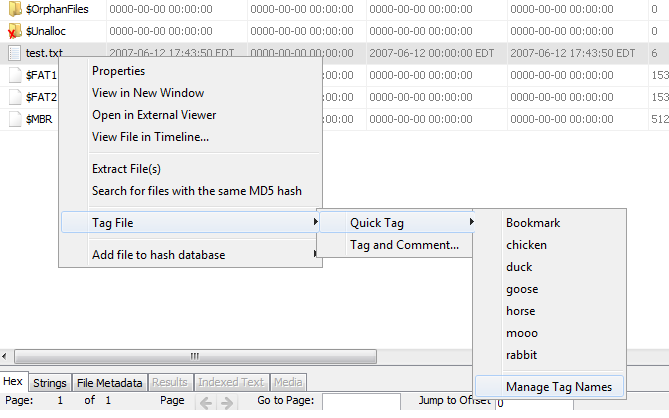 $OrphanFiles 0000-00-00 00:00:00 0000-00-00 00:00:00 0000-00-00 00:00:00 0000-00-00 00:00:00 0
$Unalloc 0000-00-00 00:00:00 0000-00-00 00:00:00 0000-00-00 00:00:00 0000-00-00 00:00:00 0
test.txt 2007-06-12 17:43:50 EDT 0000-00-00 00:00:00 2007-06-12 00:00:00 EDT 2007-06-12 17:43:50 EDT 6
$FAT1 00:00:00 0000-00-00 00:00:00 0000-00-00 00:00:00 153
$FAT2 00:00:00 0000-00-00 00:00:00 0000-00-00 00:00:00 153
$MBR 00:00:00 0000-00-00 00:00:00 0000-00-00 00:00:00 512
Properties
View in New Window
Open in External Viewer
View File in Timeline...
Extract File(s)
Search for files with the same MD5 hash
Tag File
Add file to hash database
Quick Tag
Tag and Comment...
Bookmark
chicken
duck
goose
horse
mooo
rabbit
Manage Tag Names
Hex Strings File Metadata Results Indexed Text Media
Page: 1 of 1 Page Go to Page: Jump to Offset 0